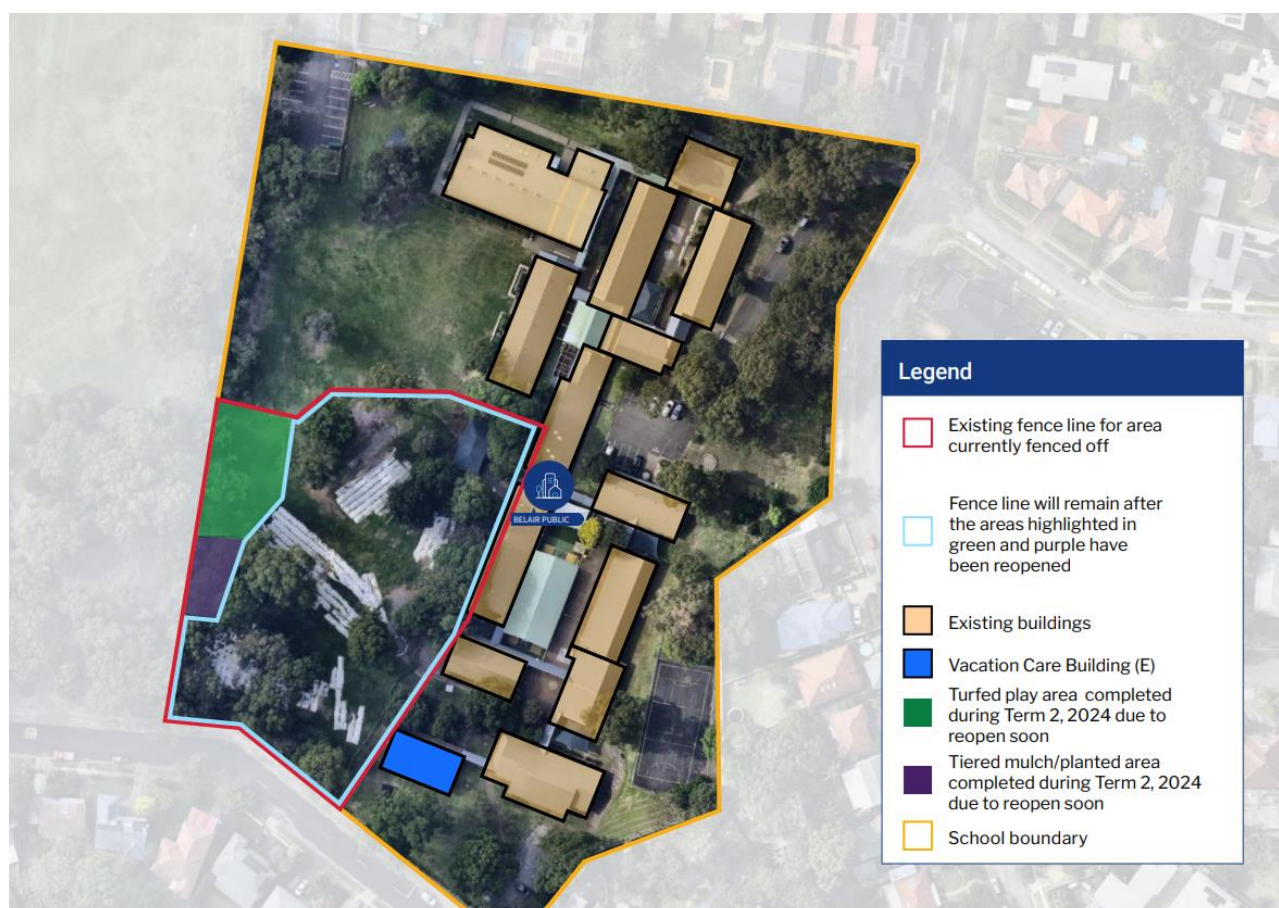 BELAIR PUBLIC
Legend
Existing fence line for area
currently fenced off
Fence line will remain after
the areas highlighted in
green and purple have
been reopened
Existing buildings
Vacation Care Building (E)
Turfed play area completed
during Term 2, 2024 due to
reopen soon
Tiered mulch/planted area
completed during Term 2, 2024
due to reopen soon
School boundary